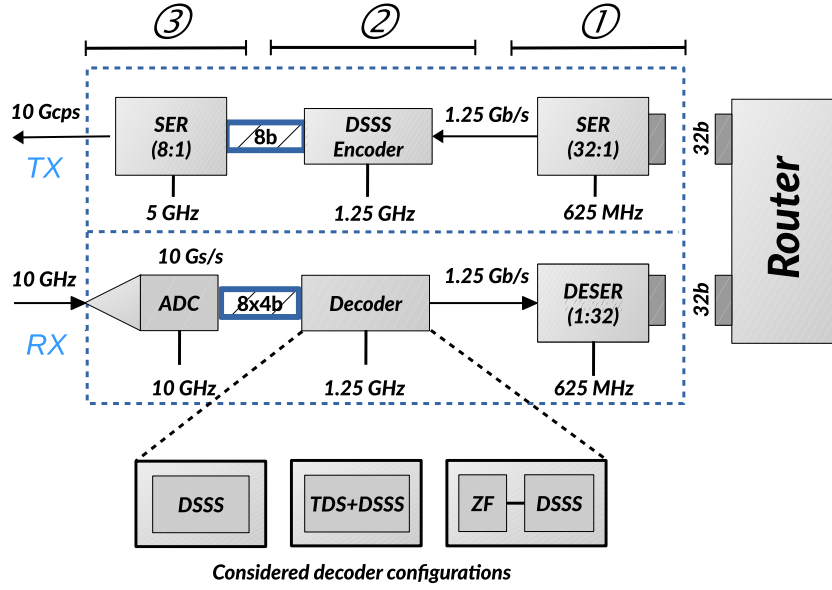 3
2
1
10 Gcps
TX
SER
(8:1)
8b
DSSS
Encoder
1.25 Gb/s
SER
(32:1)
32b
Router
5 GHz
1.25 GHz
625 MHz
10 Gs/s
10 GHz
RX
ADC
8x4b
Decoder
1.25 Gb/s
DESER
(1:32)
32b
10 GHz
1.25 GHz
625 MHz
DSSS
TDS+DSSS
ZF
DSSS
Considered decoder configurations